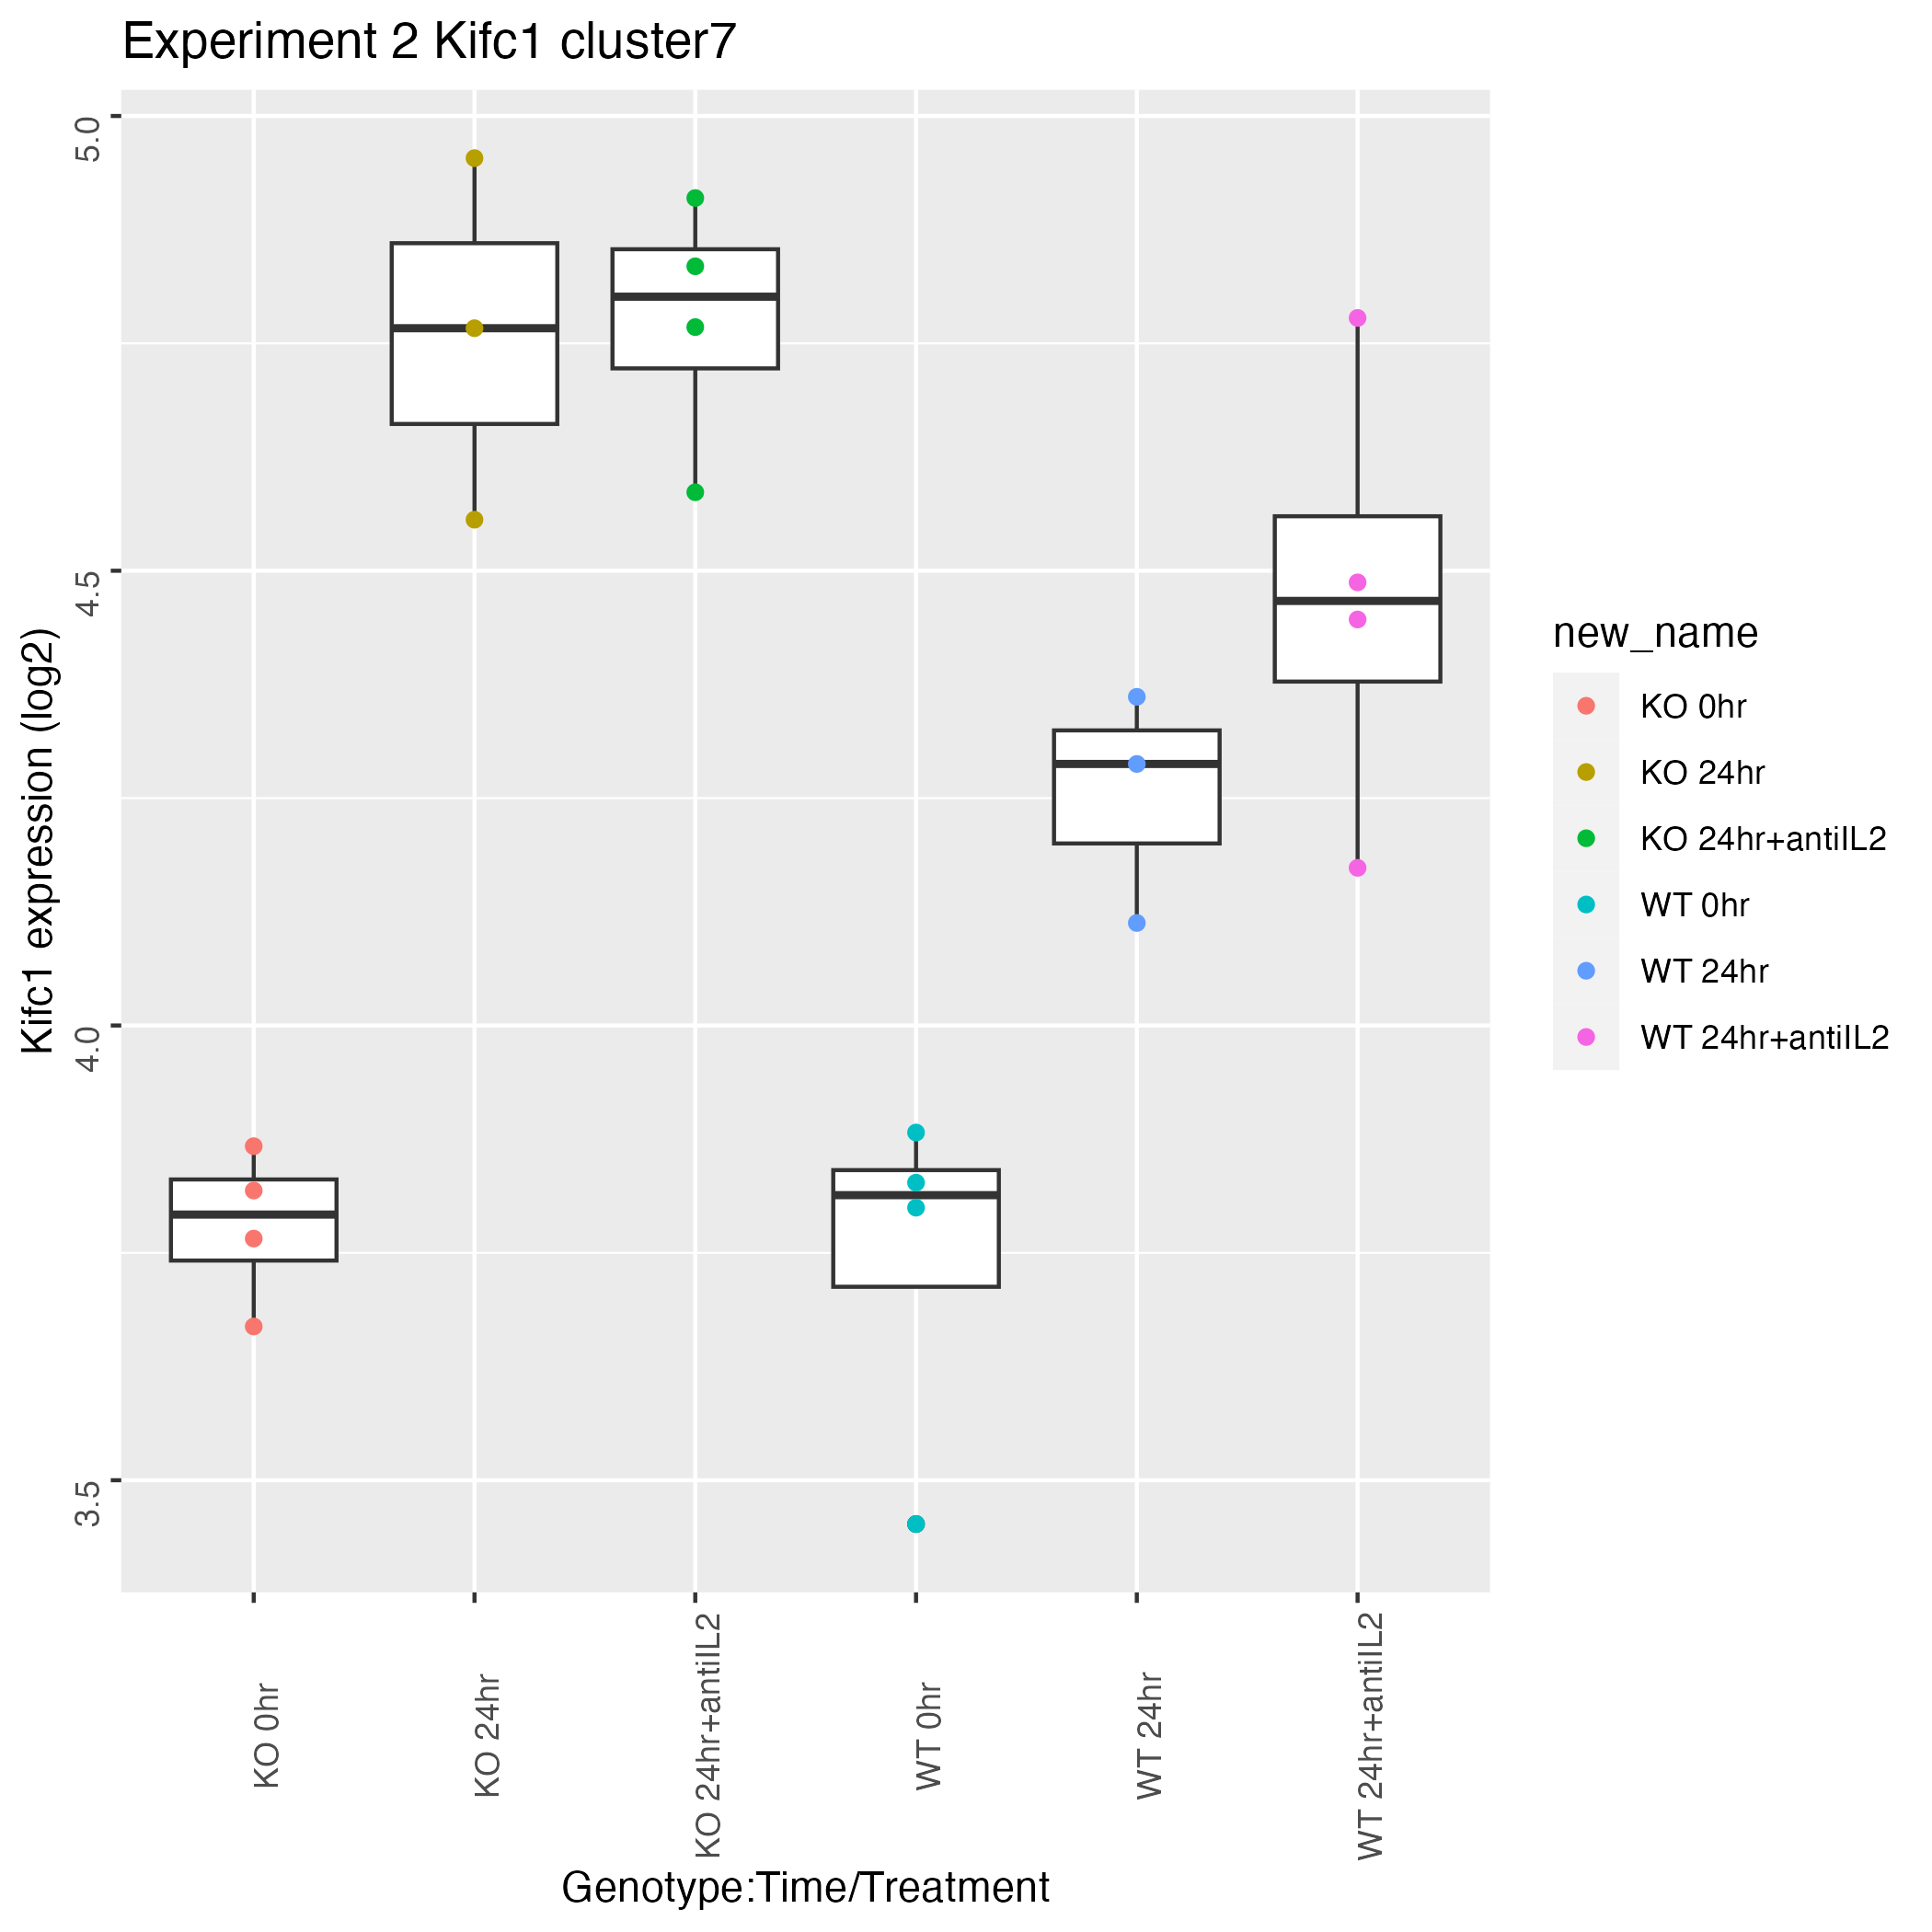 Experiment 2 Kifc1 cluster7
Kifc1 expression (log2)
5.0
4.5
4.0
3.5
KO 0hr
KO 24hr
KO 24hr+antiIL2
WT 0hr
WT 24hr
WT 24hr+antiIL2
Genotype:Time/Treatment
new_name
KO 0hr
KO 24hr
KO 24hr+antiIL2
WT 0hr
WT 24hr
WT 24hr+antiIL2